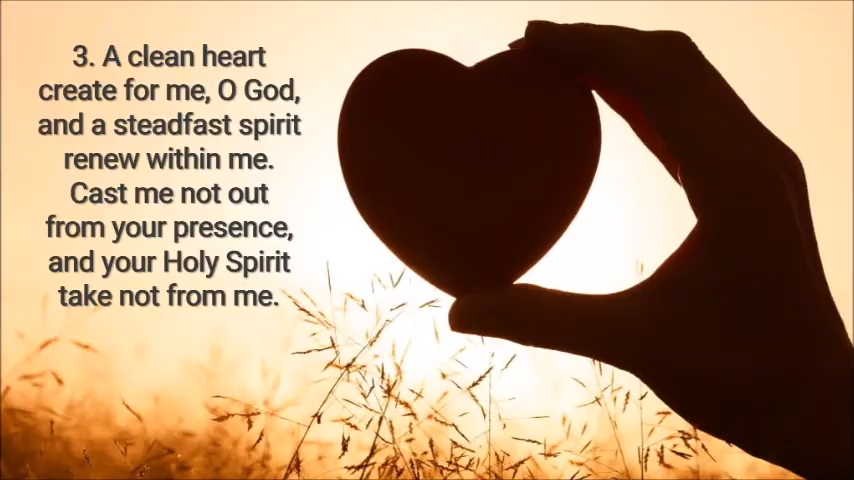 3. A clean heart
create for me, O God,
and a steadfast spirit
renew within me.
Cast me not out
from your presence,
and your Holy Spirit
take not from me.